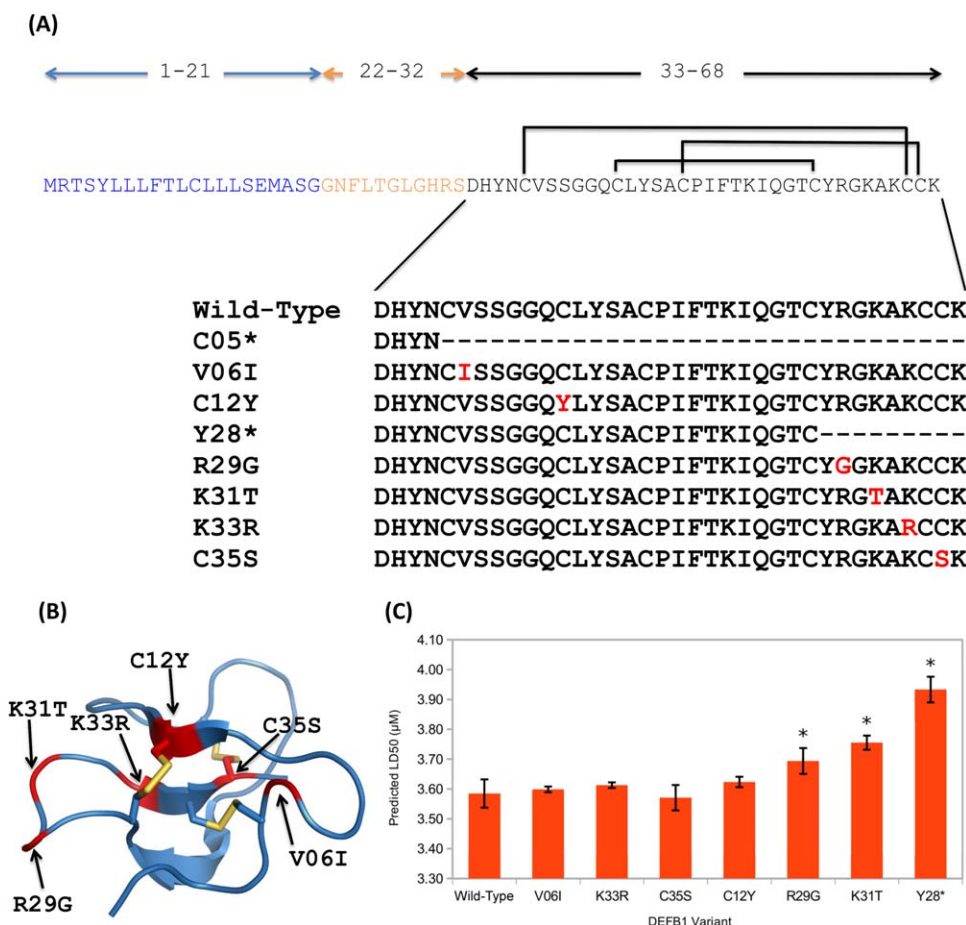 (A)
1-21 22-32 33-68
MRTSYLLLFTLCLLLSEMASGGNFLTGLGHRSDHYNCVSSGGQCLYSACPIFTKIQGTCYRGKAKCCK
Wild-Type DHYNCVSSGGQCLYSACPIFTKIQGTCYRGKAKCCK
C05* DHYN--------------------------------
V06I DHYNCISSGGQCLYSACPIFTKIQGTCYRGKAKCCK
C12Y DHYNCVSSGGQYLYSACPIFTKIQGTCYRGKAKCCK
Y28* DHYNCVSSGGQCLYSACPIFTKIQGTC---------
R29G DHYNCVSSGGQCLYSACPIFTKIQGTCYGGKAKCCK
K31T DHYNCVSSGGQCLYSACPIFTKIQGTCYRGTAKCCK
K33R DHYNCVSSGGQCLYSACPIFTKIQGTCYRGKARCCK
C35S DHYNCVSSGGQCLYSACPIFTKIQGTCYRGKAKCSK
(B)
C12Y
K31T
K33R
C35S
V06I
R29G
(C)
4.10
4.00
3.90
3.80
3.70
3.60
3.50
3.40
3.30
Predicted LD50 (µM)
* * *
Wild-Type V06I K33R C35S C12Y R29G K31T Y28*
DEFB1 Variant